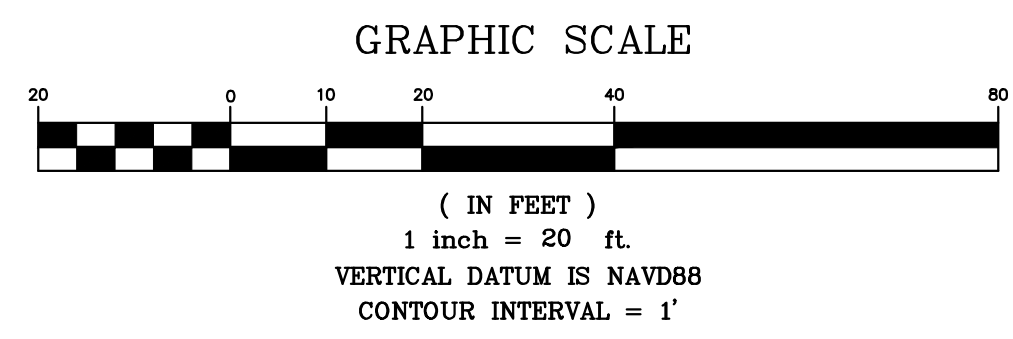 GRAPHIC SCALE
20 0 10 20 40 80
( IN FEET )
1 inch = 20 ft.
VERTICAL DATUM IS NAVD88
CONTOUR INTERVAL = 1'